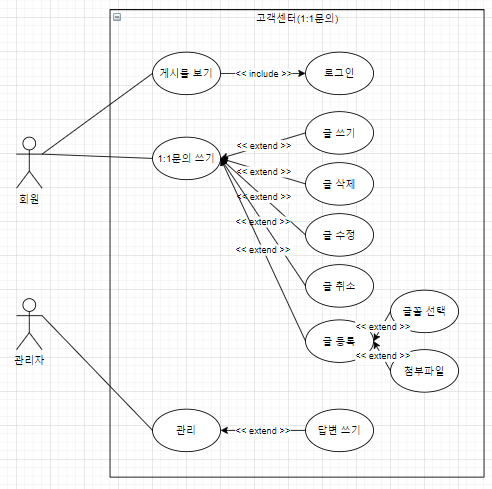 고객센터(1:1문의)
게시물 보기
<< include >>
로그인
글 쓰기
<< extend >>
1:1문의 쓰기
<< extend >>
글 삭제
회원
<< extend >>
글 수정
<< extend >>
<< extend >>
글 취소
글꼴 선택
<< extend >>
글 등록
<< extend >>
첨부파일
관리자
관리
<< extend >>
답변 쓰기